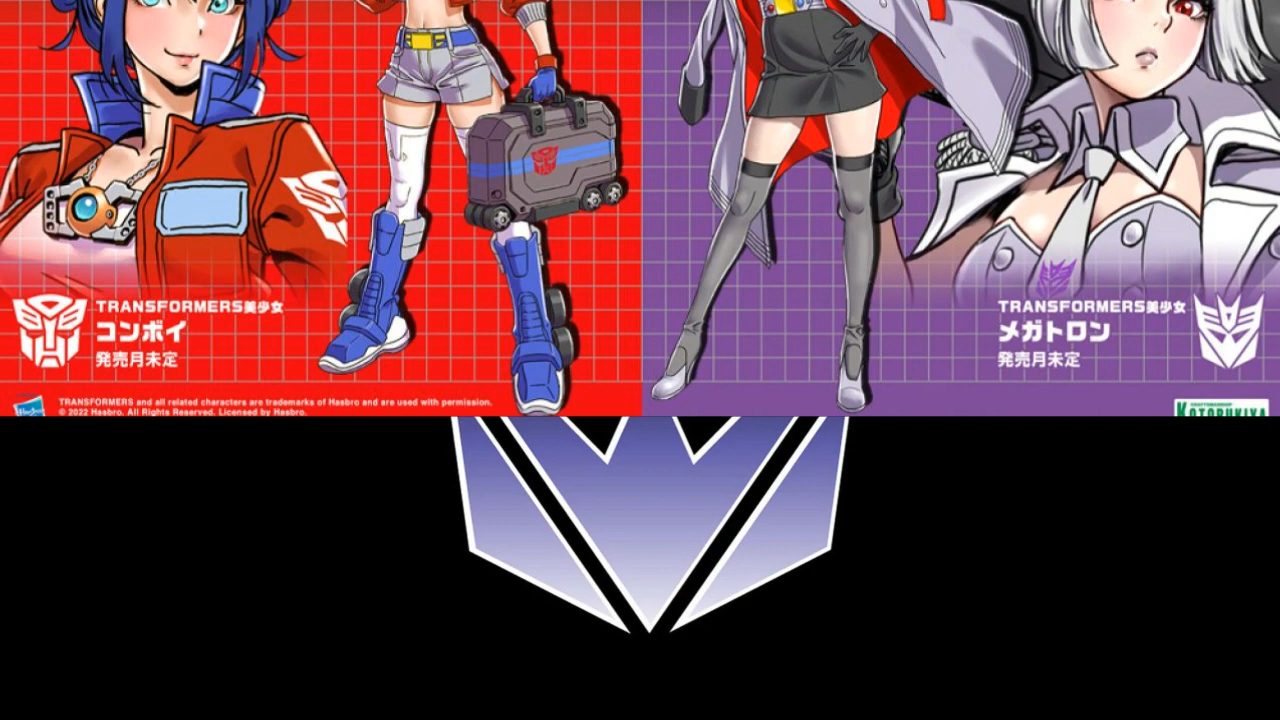 TRANSFORMERS美少女
コンボイ
発売月未定
TRANSFORMERS and all related characters are trademarks of Hasbro and are used with permission.
© 2022 Hasbro. All Rights Reserved. Licensed by Hasbro.
Hasbro
TRANSFORMERS美少女
メガトロン
発売月未定
KOTOBUKIYA